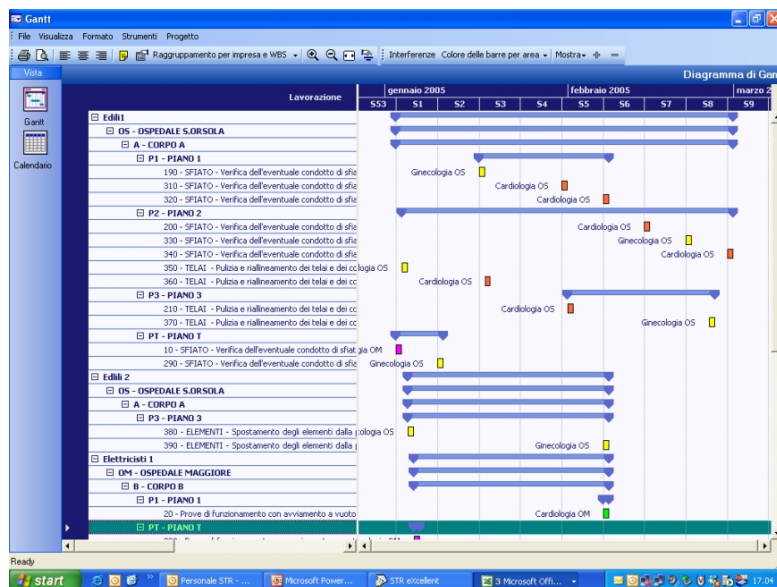 Gantt
File Visualizza Formato Strumenti Progetto
Raggruppamento per impresa e WBS Interferenze Colore delle barre per area Mostra
Vista
Diagramma di Gan
Gantt
Calendario
Lavorazione
gennaio 2005 febbraio 2005 marzo 2
S53 S1 S2 S3 S4 S5 S6 S7 S8 S9
Edili1
OS - OSPEDALE S.ORSOLA
A - CORPO A
P1 - PIANO 1
190 - SFIATO - Verifica dell'eventuale condotto di sfia Ginecologia OS
310 - SFIATO - Verifica dell'eventuale condotto di sfia Cardiologia OS
320 - SFIATO - Verifica dell'eventuale condotto di sfia Cardiologia OS
P2 - PIANO 2
200 - SFIATO - Verifica dell'eventuale condotto di sfia Cardiologia OS
330 - SFIATO - Verifica dell'eventuale condotto di sfia Ginecologia OS
340 - SFIATO - Verifica dell'eventuale condotto di sfia Cardiologia OS
350 - TELAI - Pulizia e riallineamento dei telai e dei cc logia OS
360 - TELAI - Pulizia e riallineamento dei telai e dei cc Cardiologia OS
P3 - PIANO 3
210 - TELAI - Pulizia e riallineamento dei telai e dei cc Cardiologia OS
370 - TELAI - Pulizia e riallineamento dei telai e dei cc Ginecologia OS
PT - PIANO T
10 - SFIATO - Verifica dell'eventuale condotto di sfiat gia OM
290 - SFIATO - Verifica dell'eventuale condotto di sfia Ginecologia OS
Edlili 2
OS - OSPEDALE S.ORSOLA
A - CORPO A
P3 - PIANO 3
380 - ELEMENTI - Spostamento degli elementi dalla ologia OS
390 - ELEMENTI - Spostamento degli elementi dalla Ginecologia OS
Elettricisti 1
OM - OSPEDALE MAGGIORE
B - CORPO B
P1 - PIANO 1
20 - Prove di funzionamento con avviamento a vuoto Cardiologia OM
PT - PIANO T
Ready
start Personale STR - ... Microsoft Power... STR eXcellent 3 Microsoft Offi... 17.04